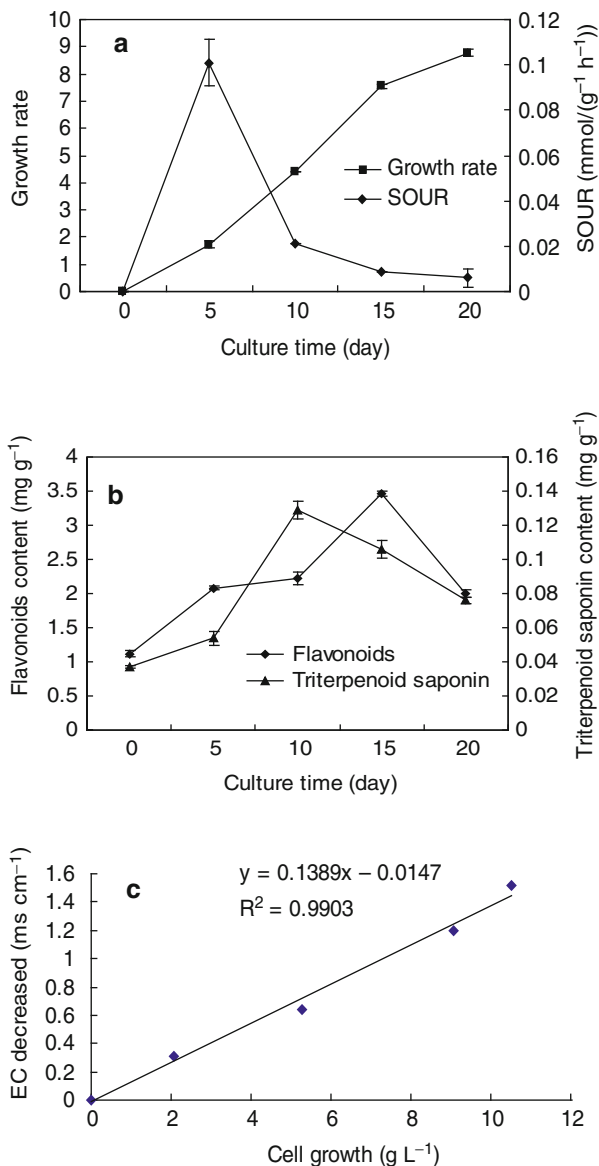 a
Growth rate
10
9
8
7
6
5
4
3
2
1
0
0.12
0.1
0.08
0.06
0.04
0.02
0
SOUR (mmol/(g⁻¹ h⁻¹)
Growth rate
SOUR
0 5 10 15 20
Culture time (day)
b
Flavonoids content (mg g⁻¹)
4
3.5
3
2.5
2
1.5
1
0.5
0
0.16
0.14
0.12
0.1
0.08
0.06
0.04
0.02
0
Triterpenoid saponin content (mg g⁻¹)
Flavonoids
Triterpenoid saponin
0 5 10 15 20
Culture time (day)
c
EC decreased (ms cm⁻¹)
1.6
1.4
1.2
1
0.8
0.6
0.4
0.2
0
y = 0.1389x – 0.0147
R² = 0.9903
0 2 4 6 8 10 12
Cell growth (g L⁻¹)